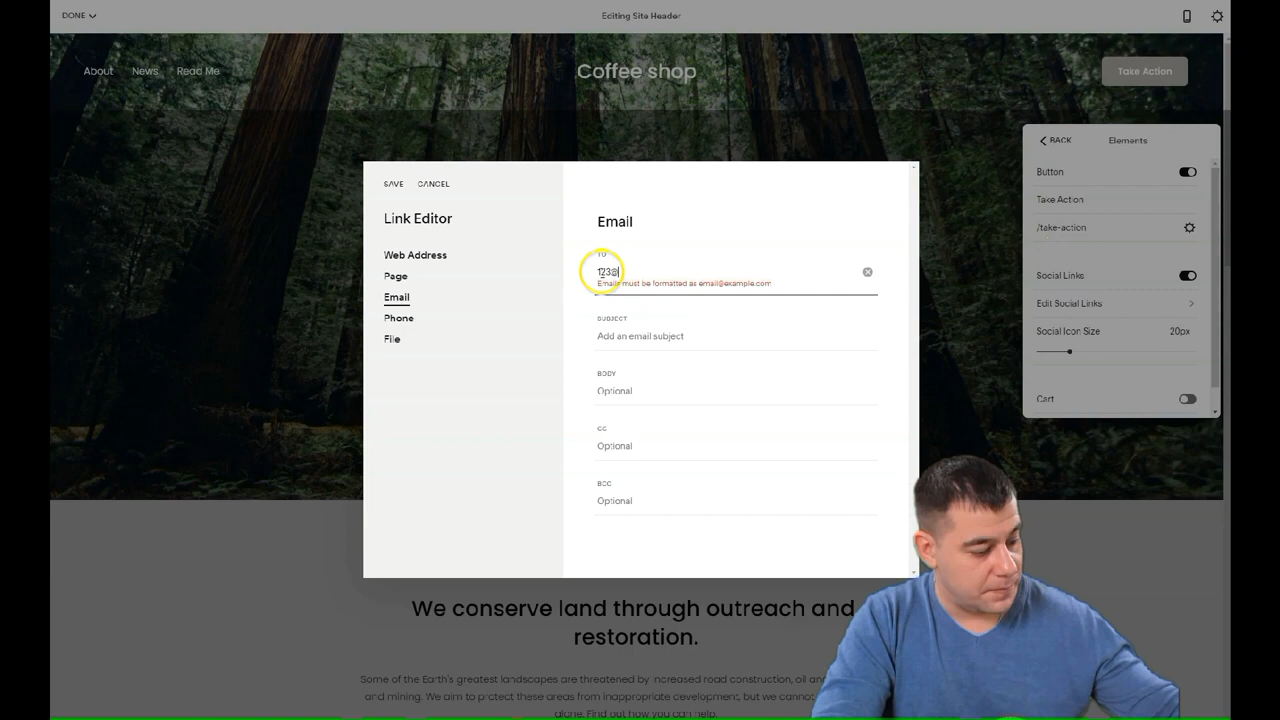 DONE
Editing Site Header
About News Read Me
Coffee shop
Take Action
BACK Elements
Button
Take Action
/take-action
Social Links
Edit Social Links
Social Icon Size 20px
Cart
SAVE CANCEL
Link Editor
Web Address
Page
Email
Phone
File
Email
TO
123@
Emails must be formatted as email@example.com
SUBJECT
Add an email subject
BODY
Optional
CC
Optional
BCC
Optional
We conserve land through outreach and
restoration.
Some of the Earth's greatest landscapes are threatened by increased road construction, oil and
and mining. We aim to protect these areas from inappropriate development, but we cannot
alone. Find out how you can help.